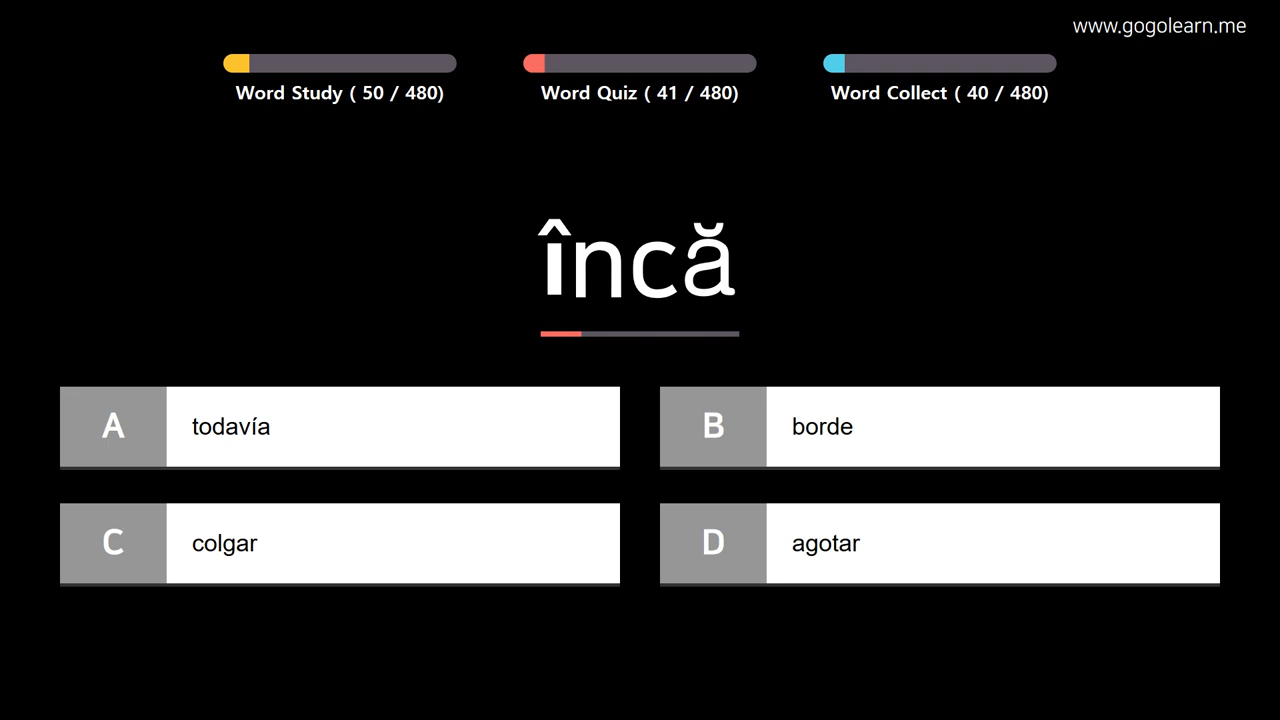 www.gogolearn.me
Word Study ( 50 / 480)
Word Quiz ( 41 / 480)
Word Collect ( 40 / 480)
încă
A todavía
B borde
C colgar
D agotar